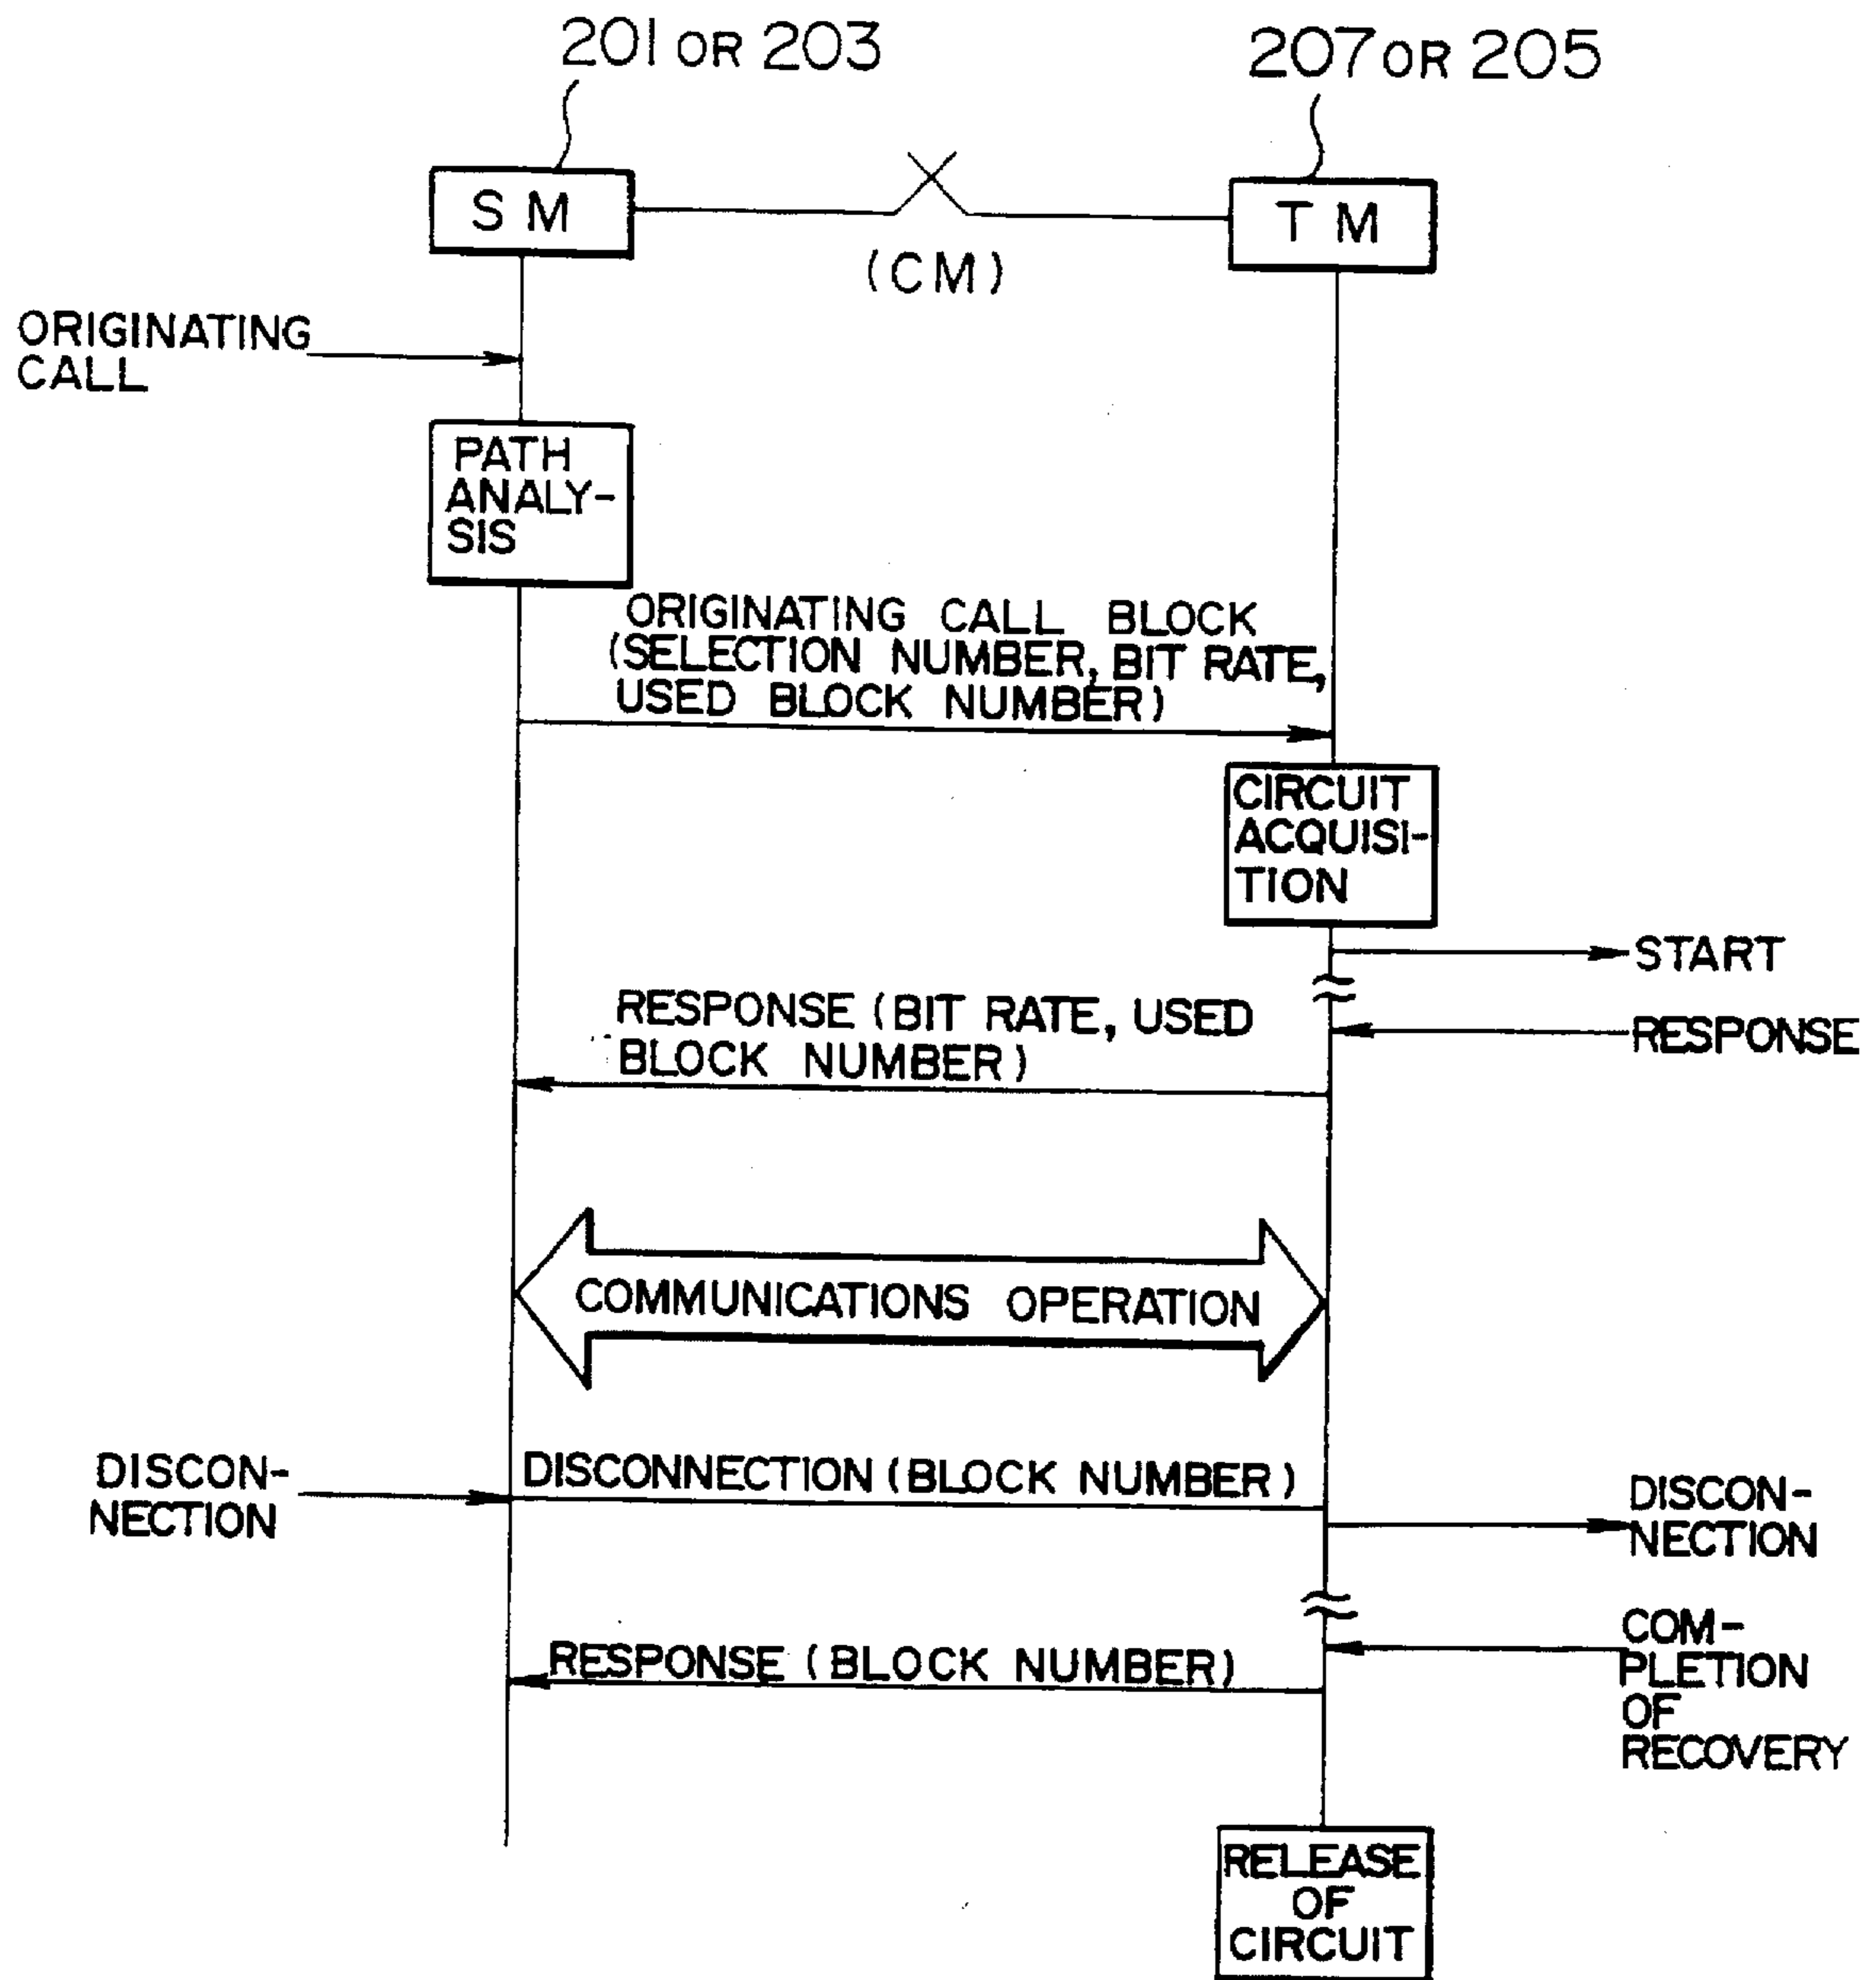 201 OR 203
207 OR 205
SM
TM
(CM)
ORIGINATING
CALL
PATH
ANALY-
SIS
ORIGINATING CALL BLOCK
(SELECTION NUMBER, BIT RATE,
USED BLOCK NUMBER)
CIRCUIT
ACQUISI-
TION
START
RESPONSE (BIT RATE, USED
BLOCK NUMBER)
RESPONSE
COMMUNICATIONS OPERATION
DISCON-
NECTION
DISCONNECTION (BLOCK NUMBER)
DISCON-
NECTION
RESPONSE (BLOCK NUMBER)
COM-
PLETION
OF
RECOVERY
RELEASE
OF
CIRCUIT